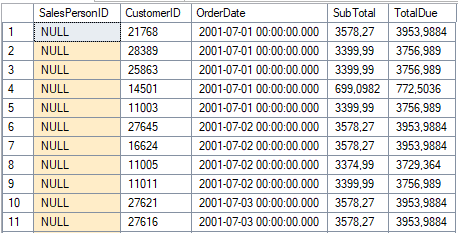 SalesPersonID CustomerID OrderDate SubTotal TotalDue
1 NULL 21768 2001-07-01 00:00:00.000 3578,27 3953,9884
2 NULL 28389 2001-07-01 00:00:00.000 3399,99 3756,989
3 NULL 25863 2001-07-01 00:00:00.000 3399,99 3756,989
4 NULL 14501 2001-07-01 00:00:00.000 699,0982 772,5036
5 NULL 11003 2001-07-01 00:00:00.000 3399,99 3756,989
6 NULL 27645 2001-07-02 00:00:00.000 3578,27 3953,9884
7 NULL 16624 2001-07-02 00:00:00.000 3578,27 3953,9884
8 NULL 11005 2001-07-02 00:00:00.000 3374,99 3729,364
9 NULL 11011 2001-07-02 00:00:00.000 3399,99 3756,989
10 NULL 27621 2001-07-03 00:00:00.000 3578,27 3953,9884
11 NULL 27616 2001-07-03 00:00:00.000 3578,27 3953,9884